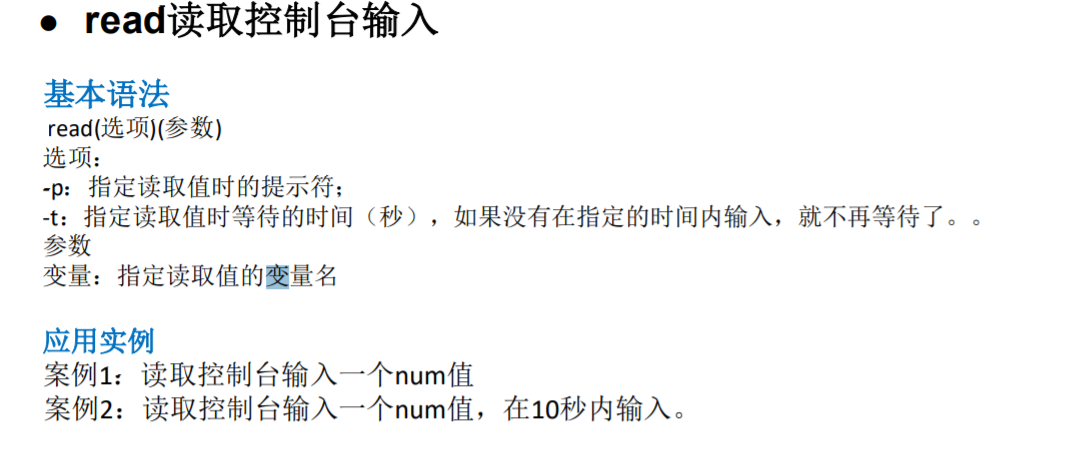 ● read读取控制台输入
基本语法
read(选项)(参数)
选项：
-p：指定读取值时的提示符；
-t：指定读取值时等待的时间（秒），如果没有在指定的时间内输入，就不再等待了。。
参数
变量：指定读取值的变量名
应用实例
案例1：读取控制台输入一个num值
案例2：读取控制台输入一个num值，在10秒内输入。